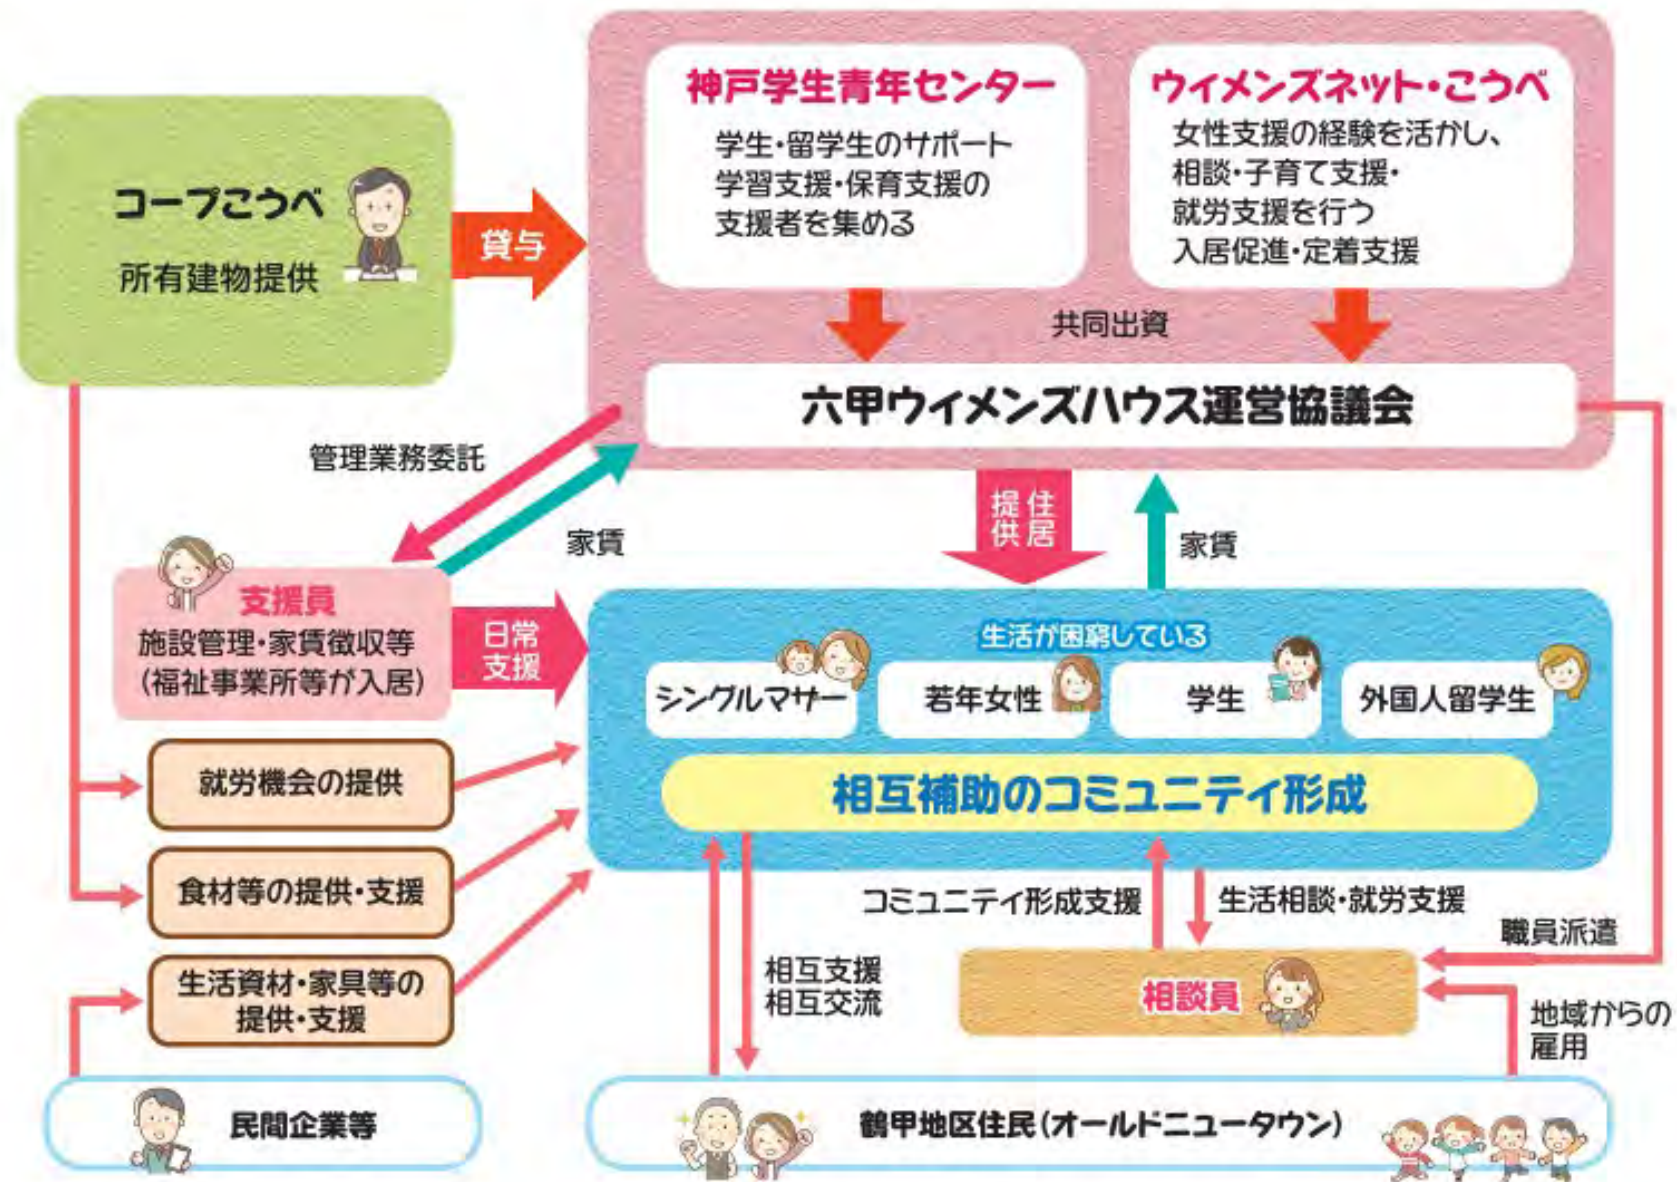 神戸学生青年センター
学生・留学生のサポート
学習支援・保育支援の
支援者を集める
ウイメンズネット・こうべ
女性支援の経験を活かし、
相談・子育て支援・
就労支援を行う
入居促進・定着支援
コープこうべ
所有建物提供
貸与
共同出資
六甲ウィメンズハウス運営協議会
管理業務委託
家賃
住居
提供
家賃
支援員
施設管理・家賃徴収等
(福祉事業所等が入居)
日常
支援
生活が困窮している
シングルマザー
若年女性
学生
外国人留学生
相互補助のコミュニティ形成
就労機会の提供
食材等の提供・支援
生活資材・家具等の
提供・支援
コミュニティ形成支援
生活相談・就労支援
職員派遣
相互支援
相互交流
相談員
地域からの
雇用
民間企業等
鶴甲地区住民(オールドニュータウン)